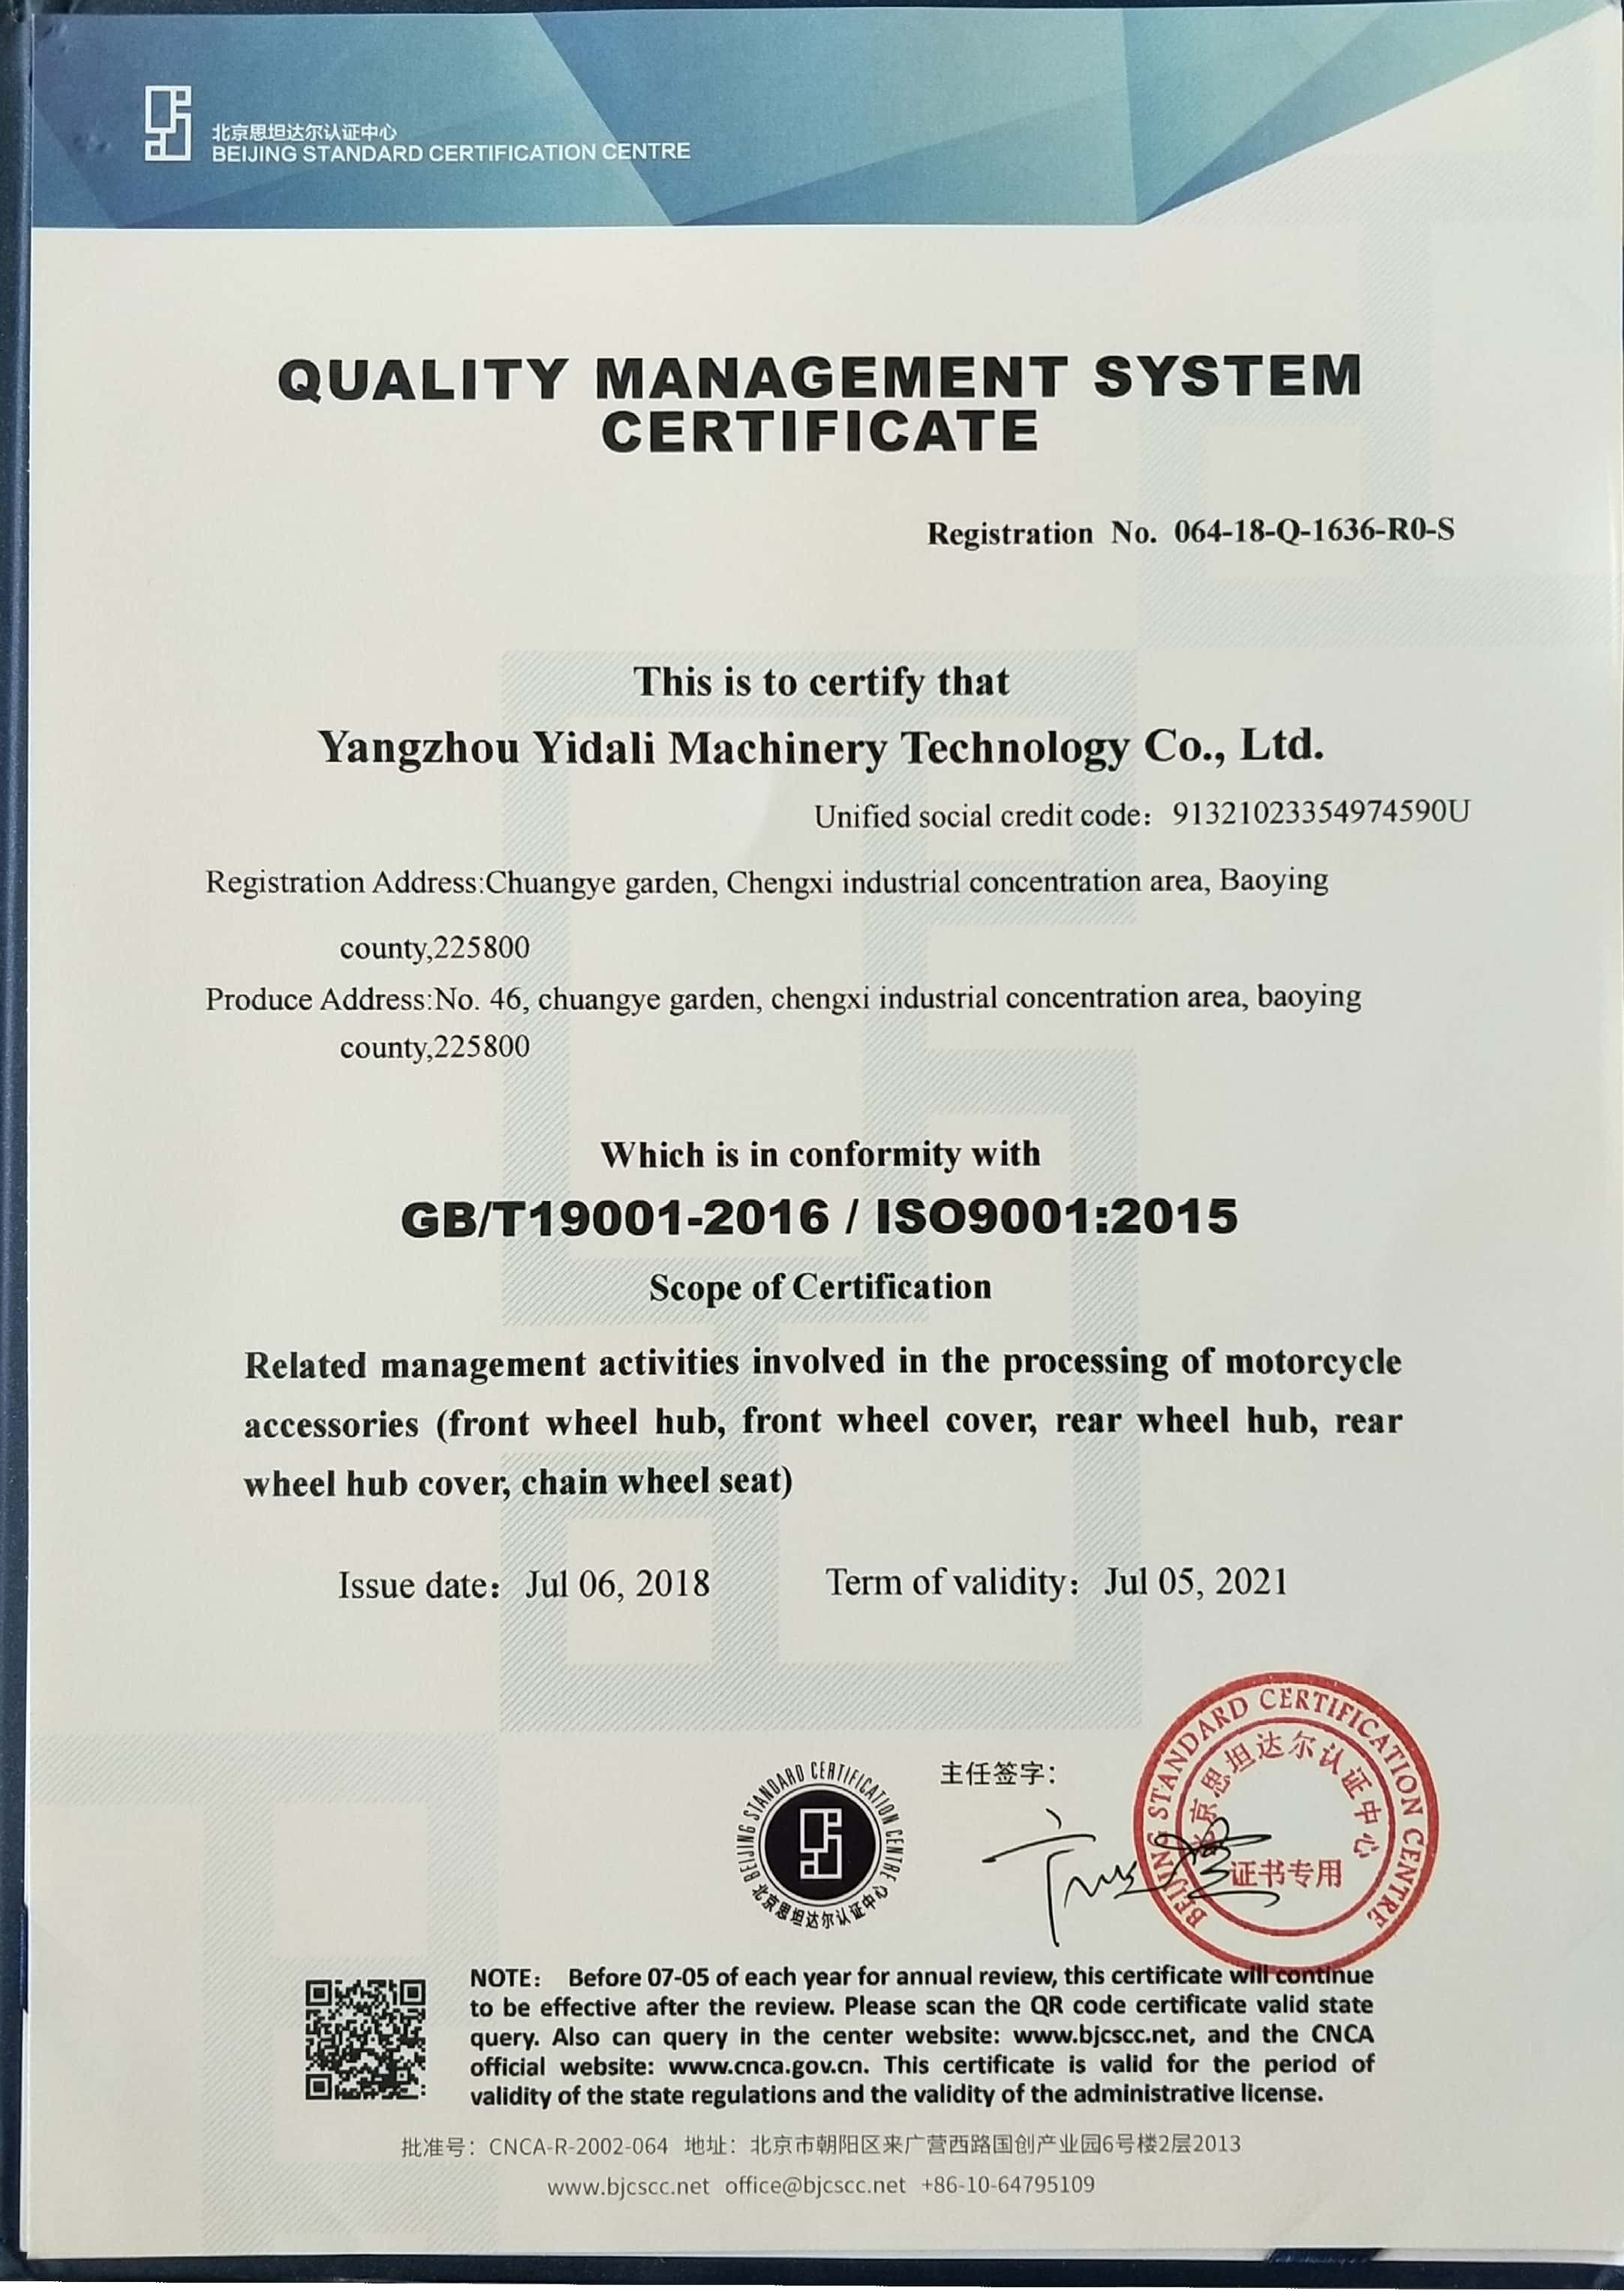 北京思坦达尔认证中心
BEIJING STANDARD CERTIFICATION CENTRE
QUALITY MANAGEMENT SYSTEM
CERTIFICATE
Registration No. 064-18-Q-1636-R0-S
This is to certify that
Yangzhou Yidali Machinery Technology Co., Ltd.
Unified social credit code：91321023354974590U
Registration Address:Chuangye garden, Chengxi industrial concentration area, Baoying
county,225800
Produce Address:No. 46, chuangye garden, chengxi industrial concentration area, baoying
county,225800
Which is in conformity with
GB/T19001-2016 / ISO9001:2015
Scope of Certification
Related management activities involved in the processing of motorcycle
accessories (front wheel hub, front wheel cover, rear wheel hub, rear
wheel hub cover, chain wheel seat)
Issue date：Jul 06, 2018 Term of validity：Jul 05, 2021
BEIJING STANDARD CERTIFICATION CENTRE
北京思坦达尔认证中心
主任签字：
BEIJING STANDARD CERTIFICATION CENTRE
北京思坦达尔认证中心
证书专用
NOTE： Before 07-05 of each year for annual review, this certificate will continue
to be effective after the review. Please scan the QR code certificate valid state
query. Also can query in the center website: www.bjcscc.net, and the CNCA
official website: www.cnca.gov.cn. This certificate is valid for the period of
validity of the state regulations and the validity of the administrative license.
批准号：CNCA-R-2002-064 地址：北京市朝阳区来广营西路国创产业园6号楼2层2013
www.bjcscc.net office@bjcscc.net +86-10-64795109